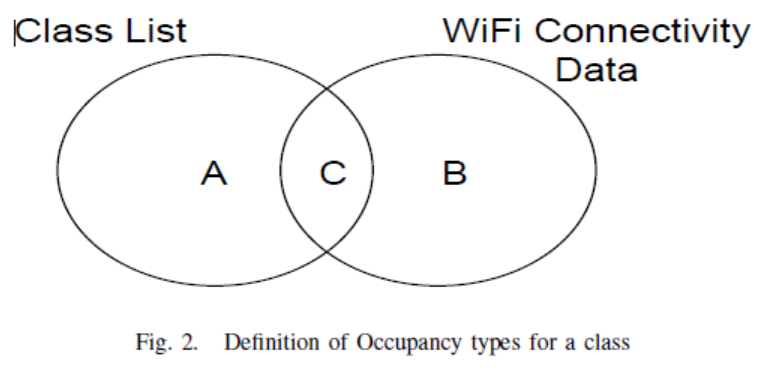 Class List
WiFi Connectivity
Data
A
C
B
Fig. 2. Definition of Occupancy types for a class